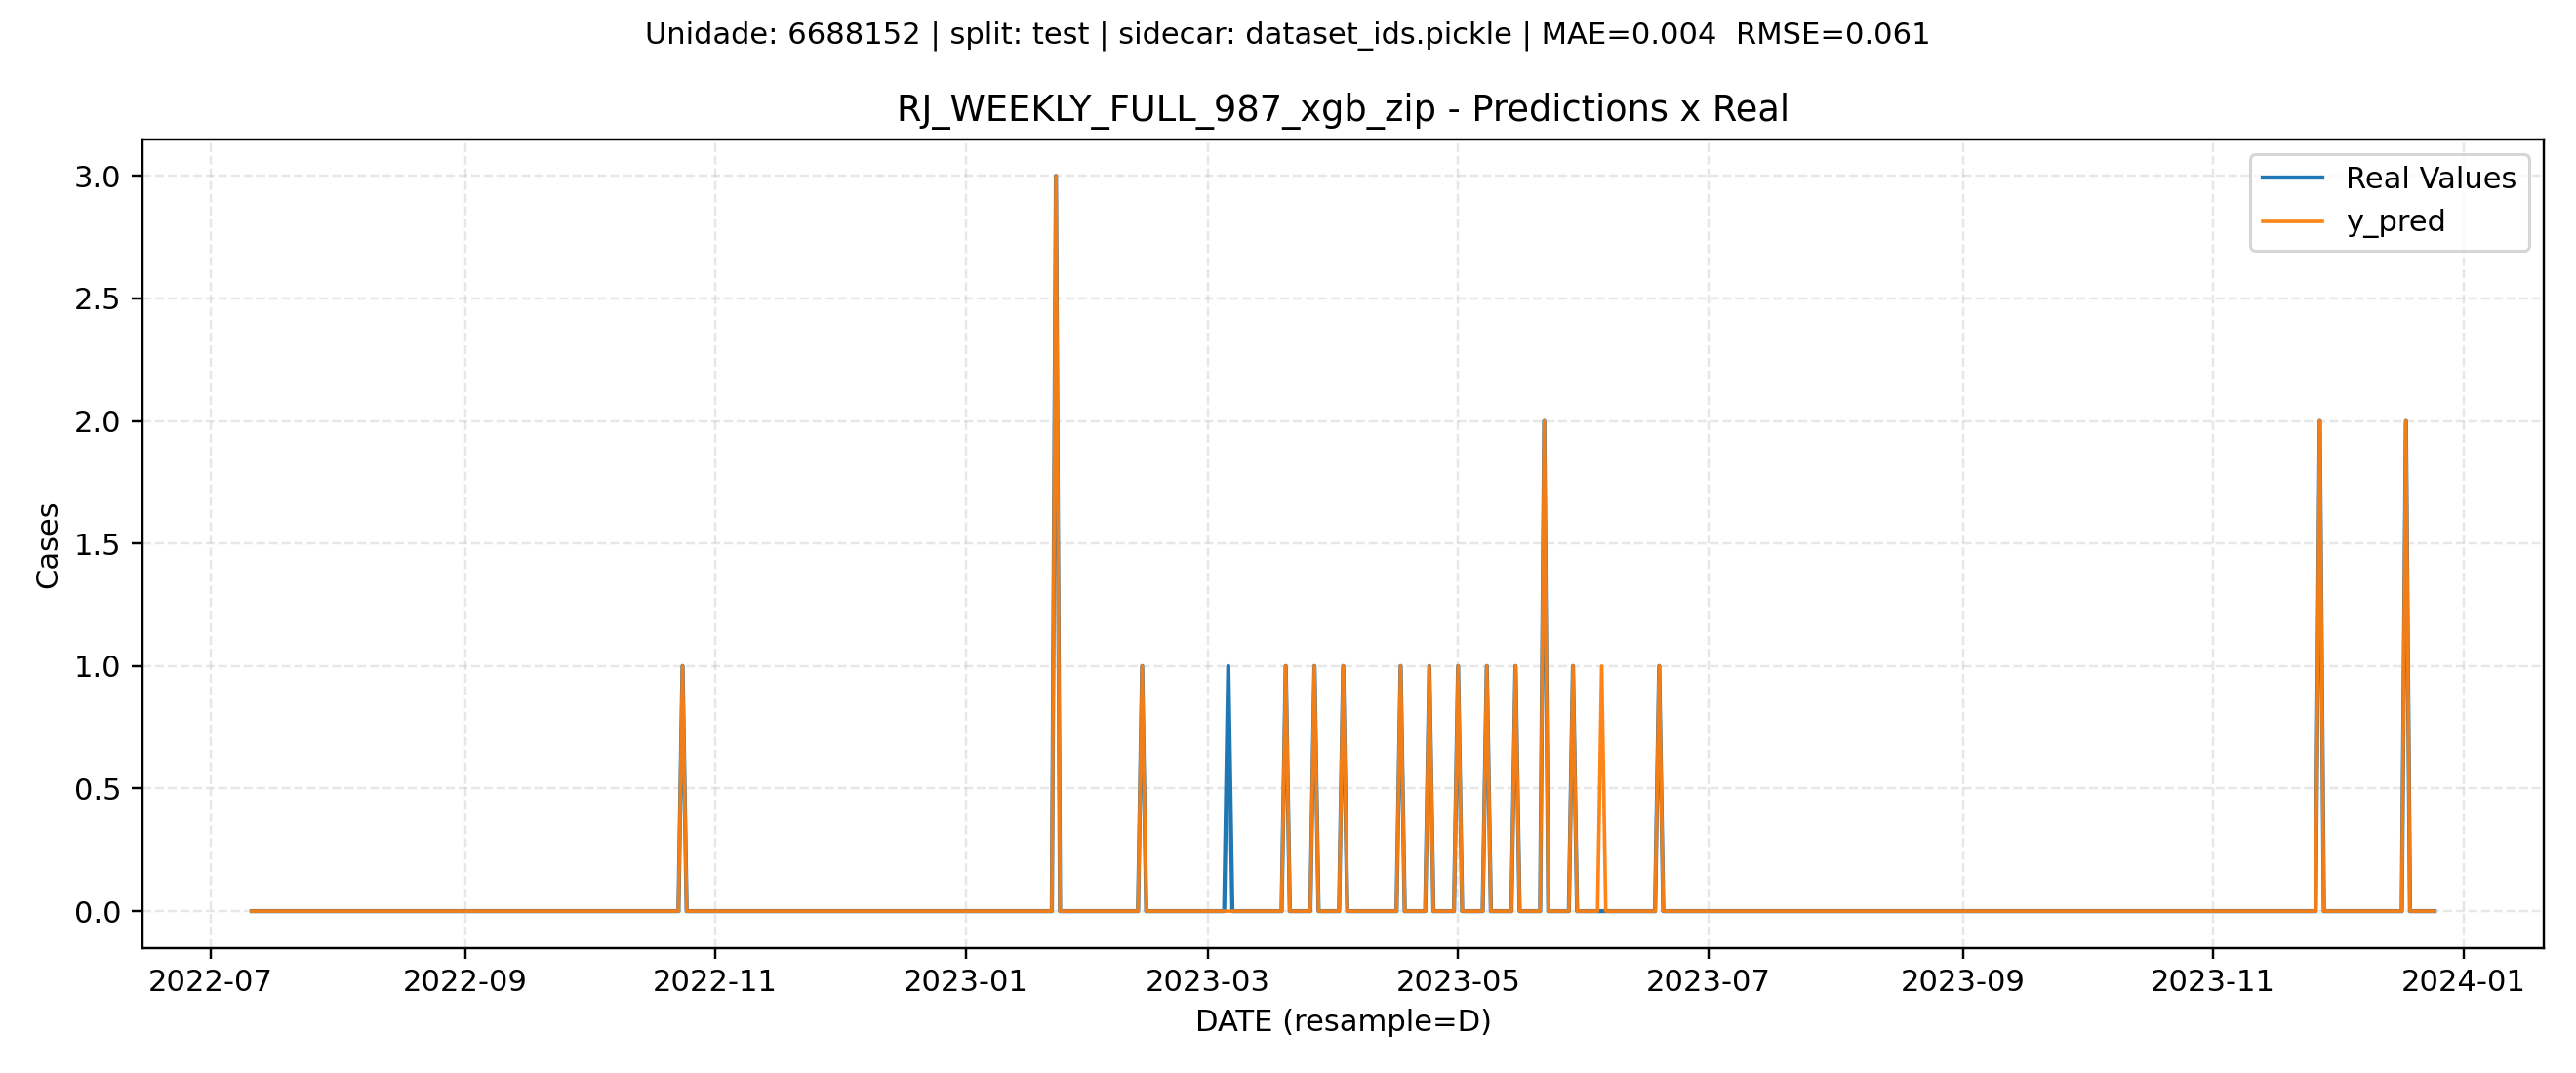 Unidade: 6688152 | split: test | sidecar: dataset_ids.pickle | MAE=0.004  RMSE=0.061
RJ_WEEKLY_FULL_987_xgb_zip - Predictions x Real
Real Values
y_pred
3.0
2.5
2.0
1.5
1.0
0.5
0.0
Cases
2022-07 2022-09 2022-11 2023-01 2023-03 2023-05 2023-07 2023-09 2023-11 2024-01
DATE (resample=D)